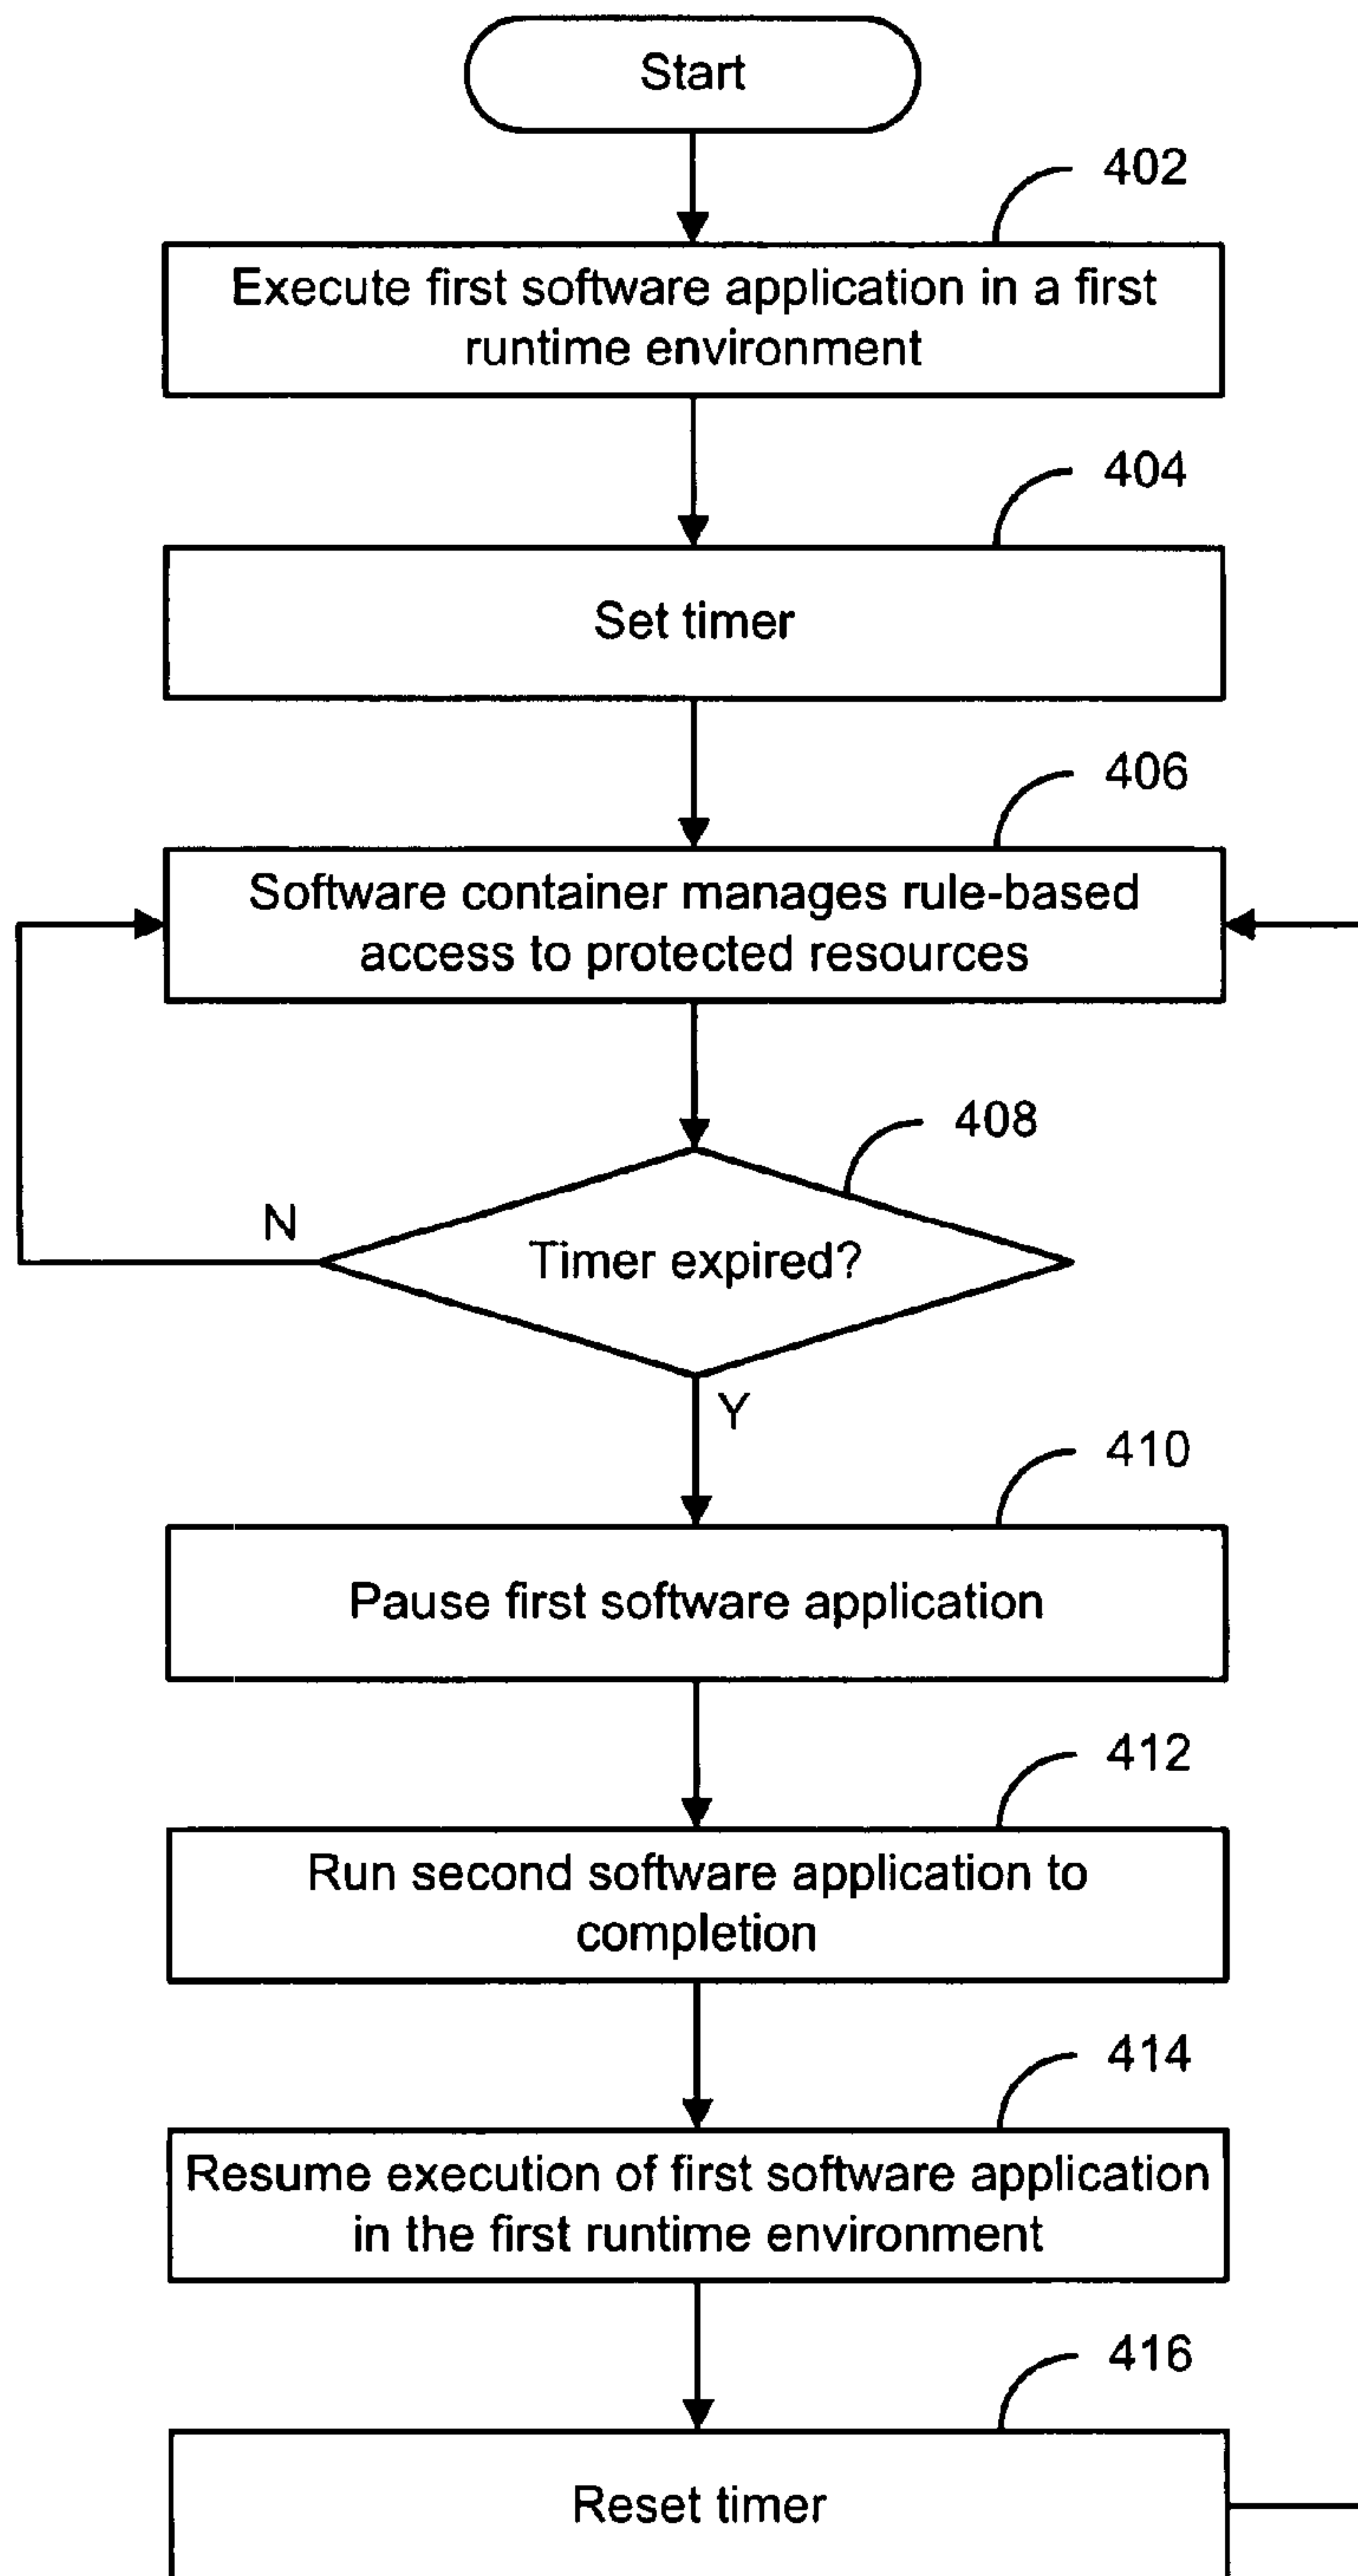 Start
402
Execute first software application in a first
runtime environment
404
Set timer
406
Software container manages rule-based
access to protected resources
408
N
Timer expired?
Y
410
Pause first software application
412
Run second software application to
completion
414
Resume execution of first software application
in the first runtime environment
416
Reset timer